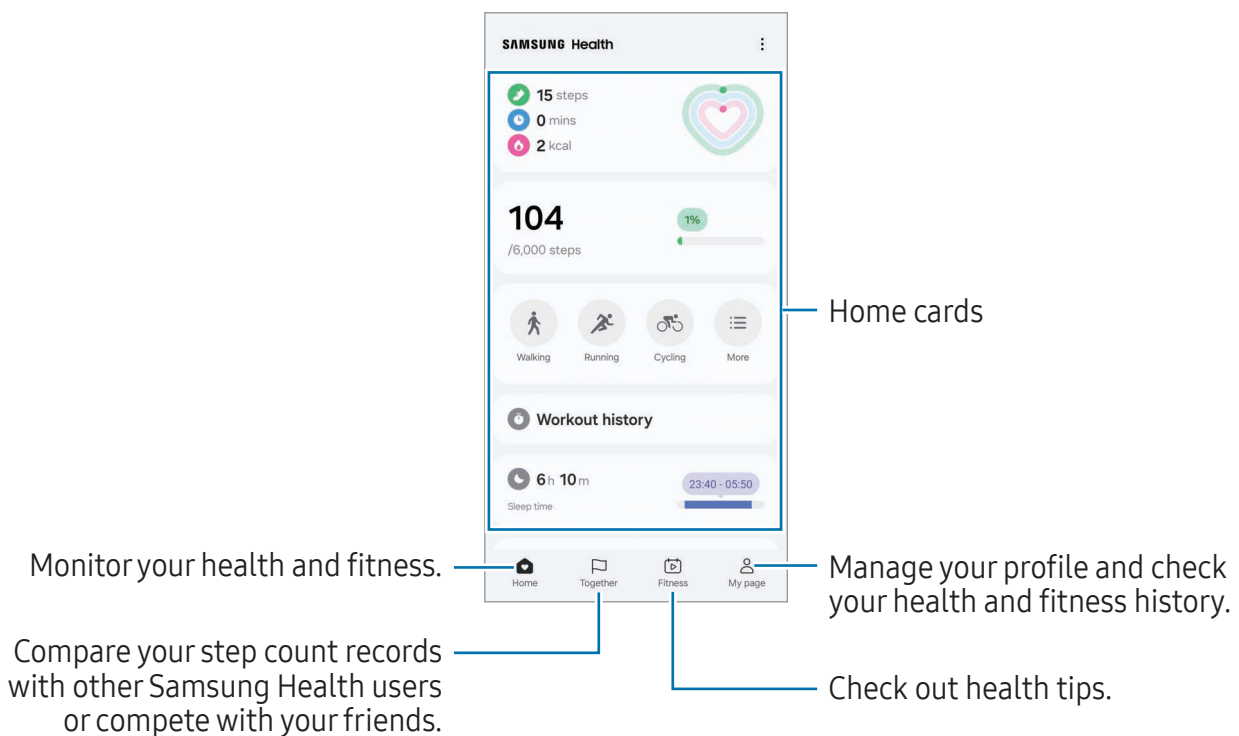 SAMSUNG Health
15 steps
0 mins
2 kcal
104
/6,000 steps
1%
Walking
Running
Cycling
More
Workout history
6 h 10 m
23:40 - 05:50
Sleep time
Home
Together
Fitness
My page
Home cards
Monitor your health and fitness.
Manage your profile and check
your health and fitness history.
Compare your step count records
with other Samsung Health users
or compete with your friends.
Check out health tips.